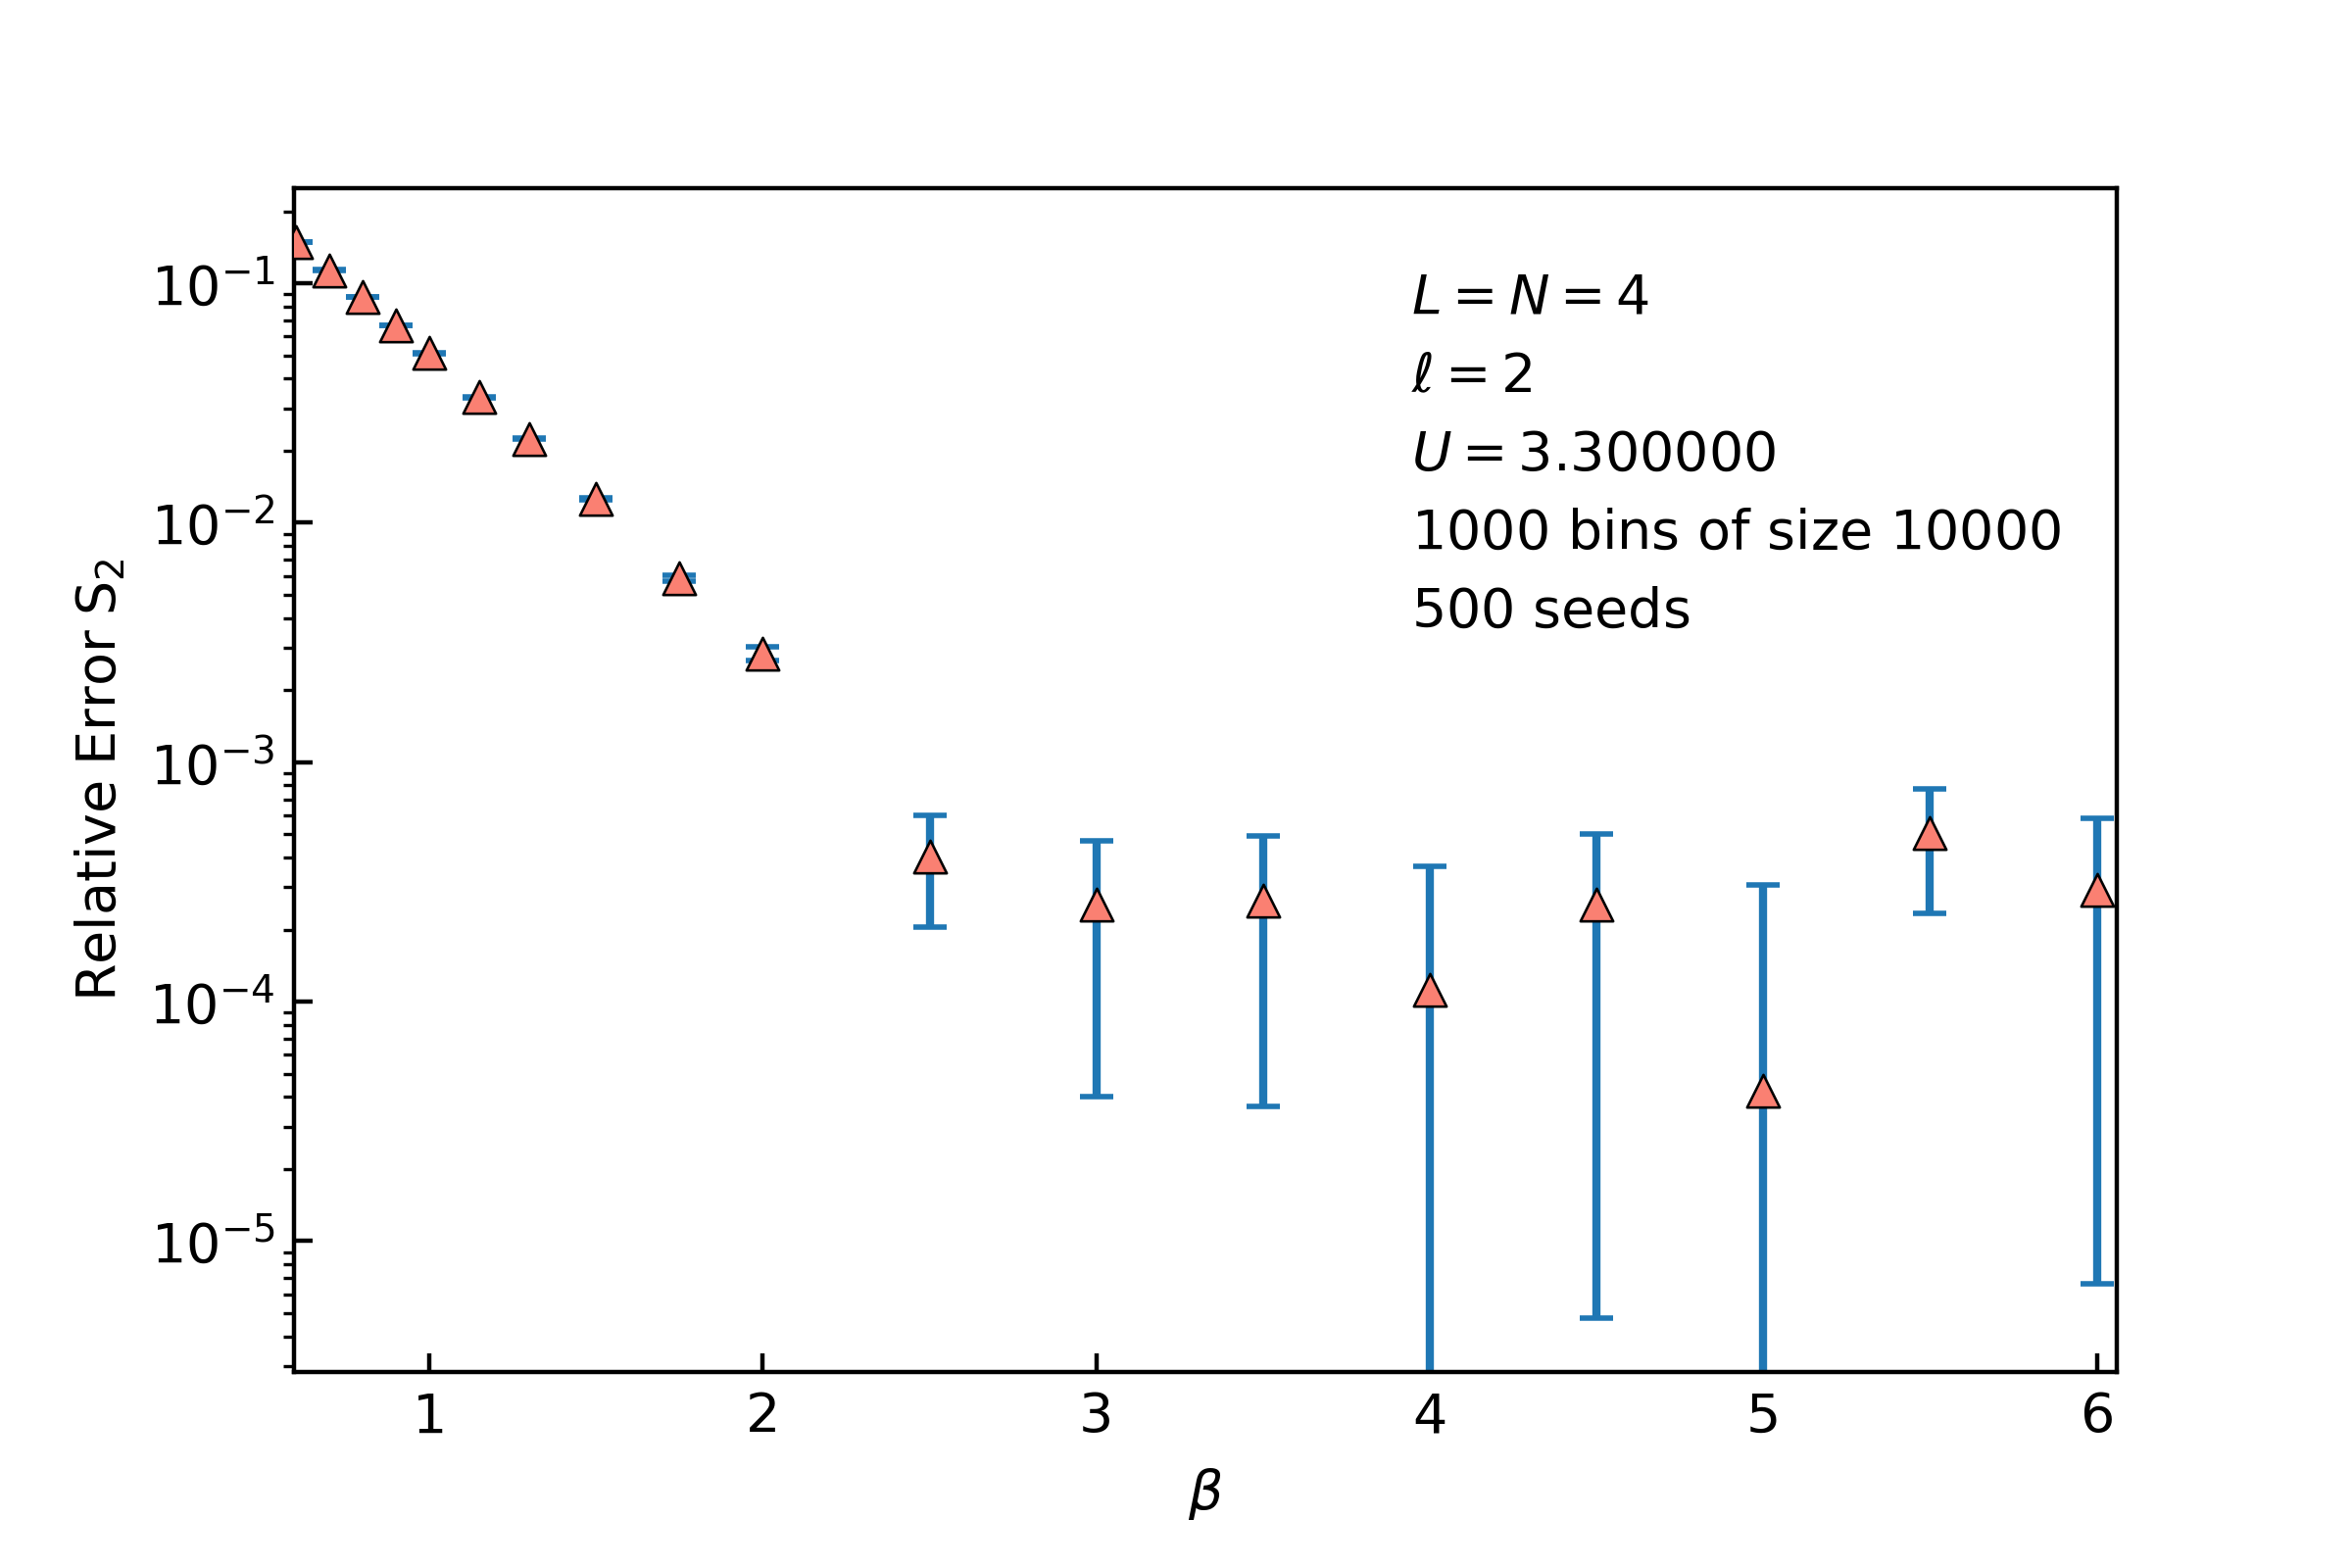 10⁻¹
10⁻²
10⁻³
10⁻⁴
10⁻⁵
Relative Error S₂
L = N = 4
ℓ = 2
U = 3.300000
1000 bins of size 10000
500 seeds
1 2 3 4 5 6
β